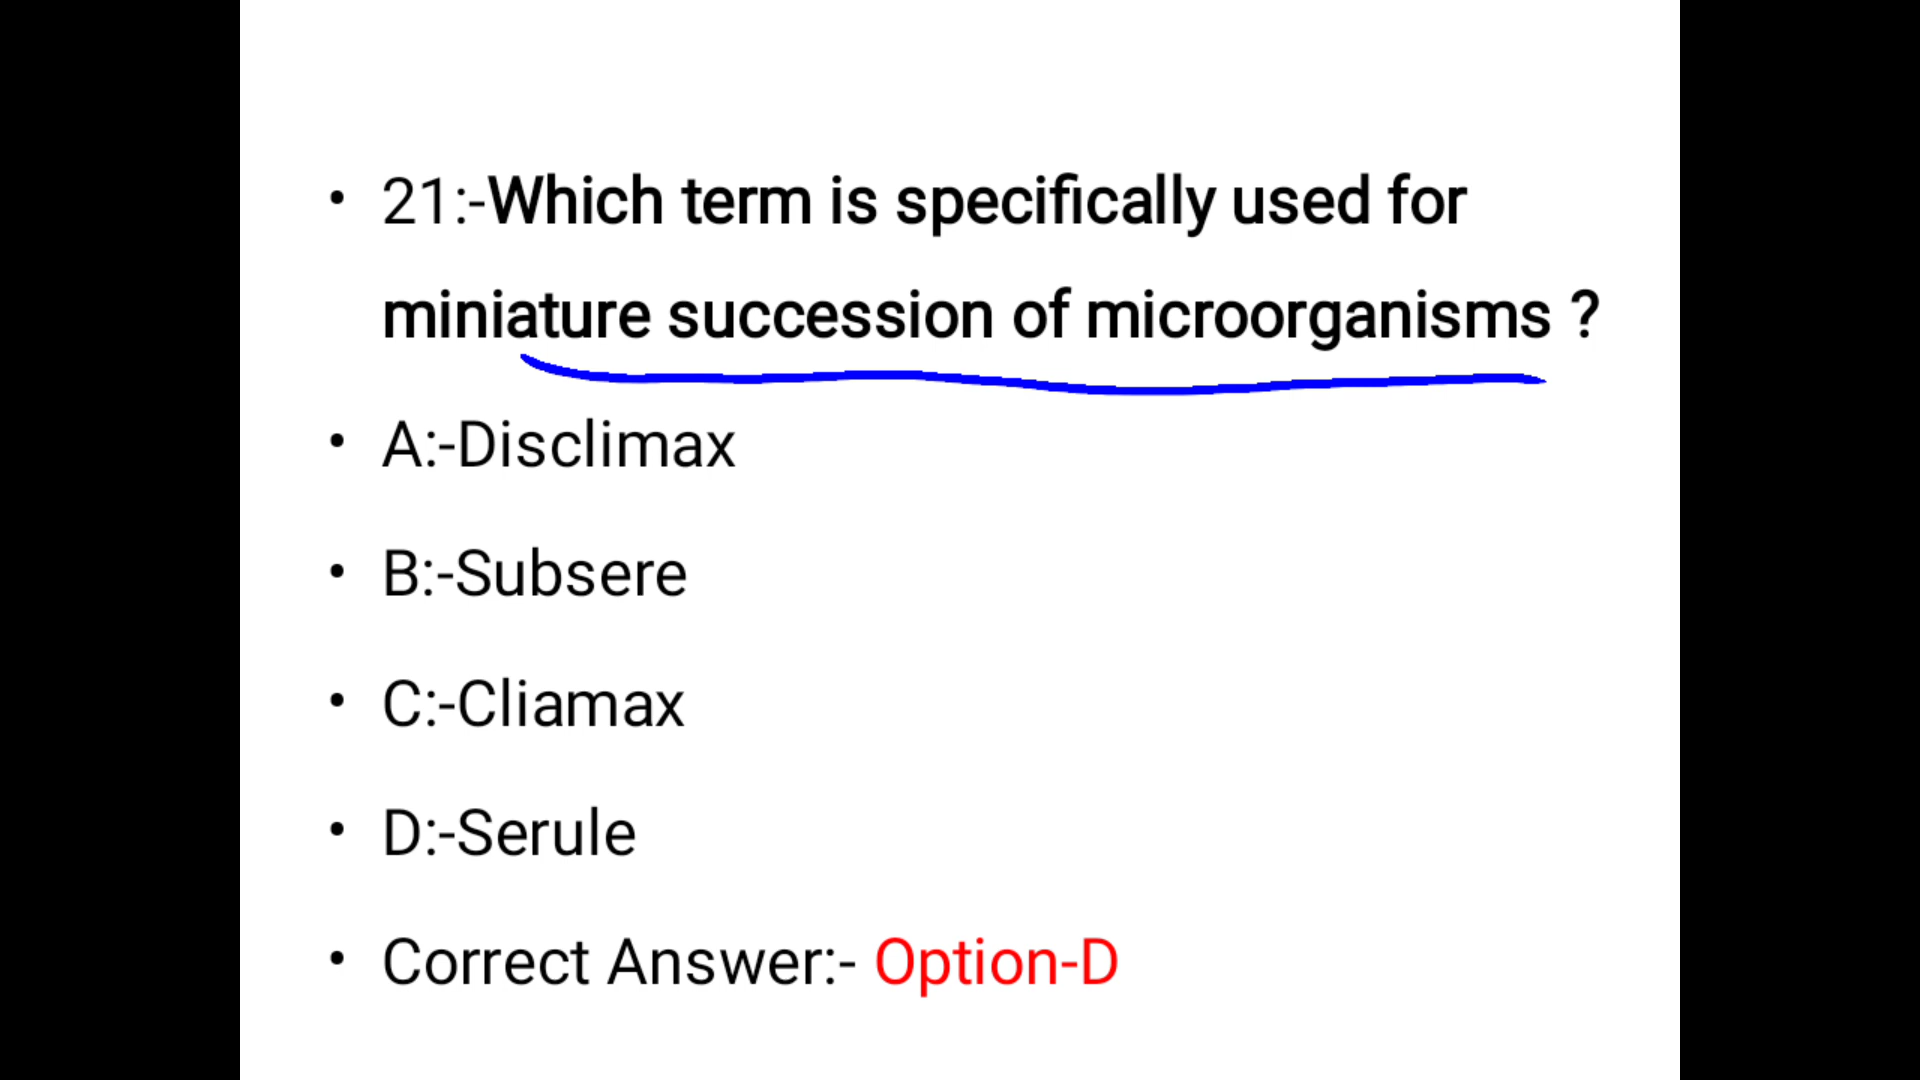 • 21:-Which term is specifically used for
miniature succession of microorganisms ?
• A:-Disclimax
• B:-Subsere
• C:-Cliamax
• D:-Serule
• Correct Answer:- Option-D